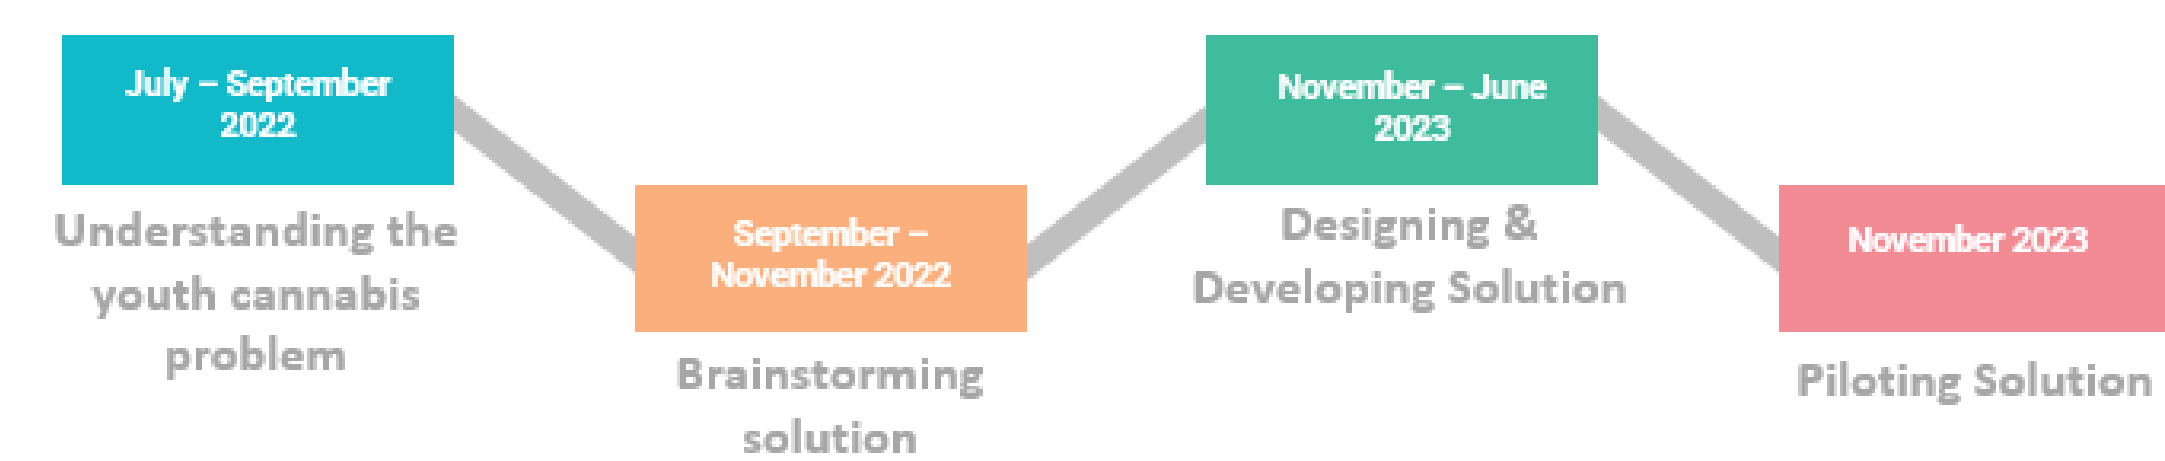 July – September
2022
Understanding the
youth cannabis
problem
September –
November 2022
Brainstorming
solution
November – June
2023
Designing &
Developing Solution
November 2023
Piloting Solution